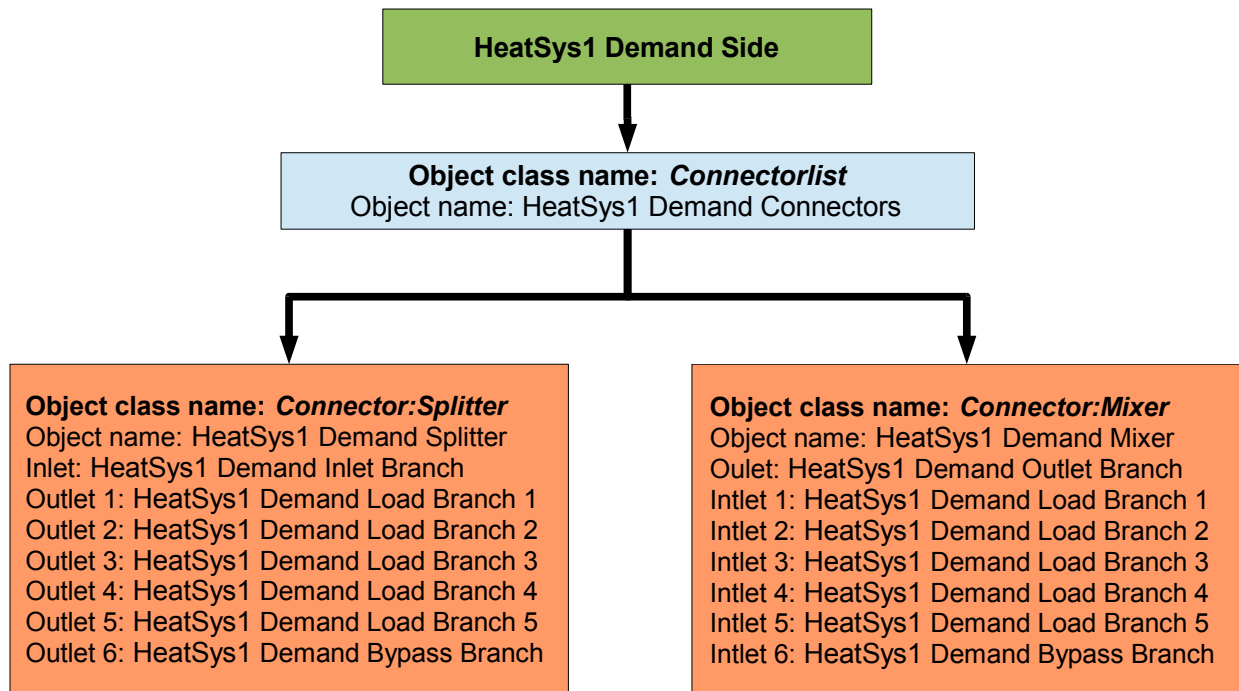 HeatSys1 Demand Side
Object class name: Connectorlist
Object name: HeatSys1 Demand Connectors
Object class name: Connector:Splitter
Object name: HeatSys1 Demand Splitter
Inlet: HeatSys1 Demand Inlet Branch
Outlet 1: HeatSys1 Demand Load Branch 1
Outlet 2: HeatSys1 Demand Load Branch 2
Outlet 3: HeatSys1 Demand Load Branch 3
Outlet 4: HeatSys1 Demand Load Branch 4
Outlet 5: HeatSys1 Demand Load Branch 5
Outlet 6: HeatSys1 Demand Bypass Branch
Object class name: Connector:Mixer
Object name: HeatSys1 Demand Mixer
Oulet: HeatSys1 Demand Outlet Branch
Intlet 1: HeatSys1 Demand Load Branch 1
Intlet 2: HeatSys1 Demand Load Branch 2
Intlet 3: HeatSys1 Demand Load Branch 3
Intlet 4: HeatSys1 Demand Load Branch 4
Intlet 5: HeatSys1 Demand Load Branch 5
Intlet 6: HeatSys1 Demand Bypass Branch